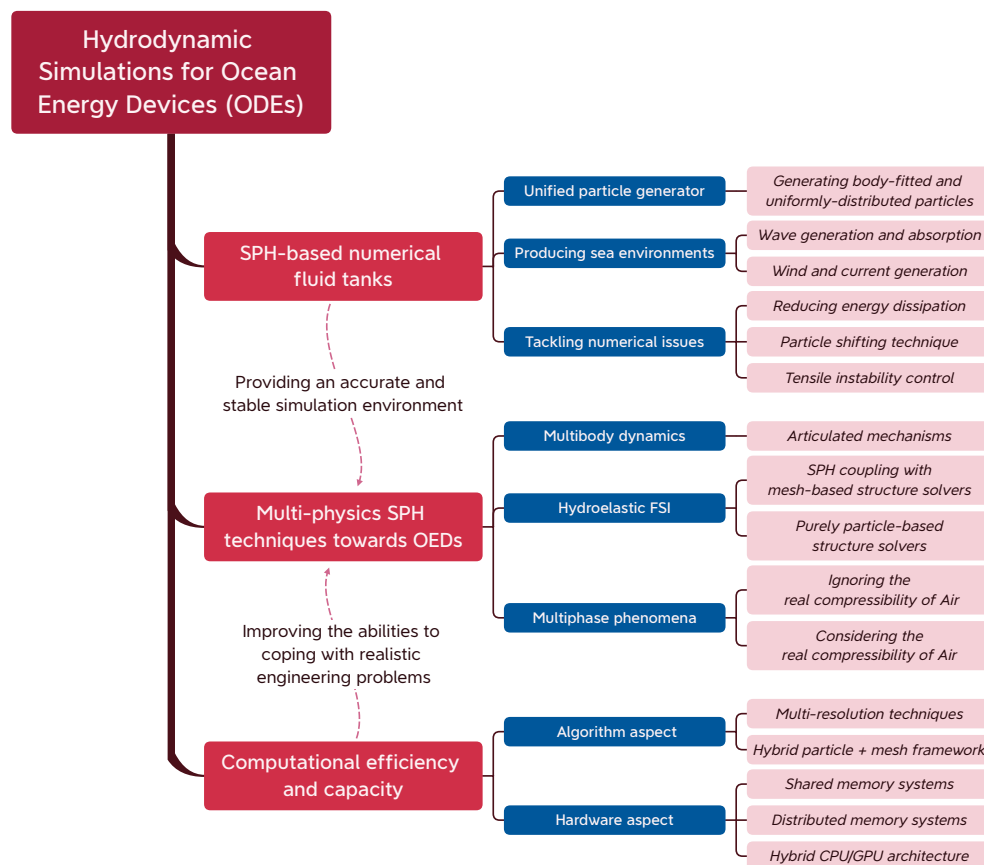 Hydrodynamic
Simulations for Ocean
Energy Devices (ODEs)
SPH-based numerical
fluid tanks
Unified particle generator
Generating body-fitted and
uniformly-distributed particles
Producing sea environments
Wave generation and absorption
Wind and current generation
Tackling numerical issues
Reducing energy dissipation
Particle shifting technique
Tensile instability control
Providing an accurate and
stable simulation environment
Multi-physics SPH
techniques towards OEDs
Multibody dynamics
Articulated mechanisms
Hydroelastic FSI
SPH coupling with
mesh-based structure solvers
Purely particle-based
structure solvers
Multiphase phenomena
Ignoring the
real compressibility of Air
Considering the
real compressibility of Air
Improving the abilities to
coping with realistic
engineering problems
Computational efficiency
and capacity
Algorithm aspect
Multi-resolution techniques
Hybrid particle + mesh framework
Hardware aspect
Shared memory systems
Distributed memory systems
Hybrid CPU/GPU architecture